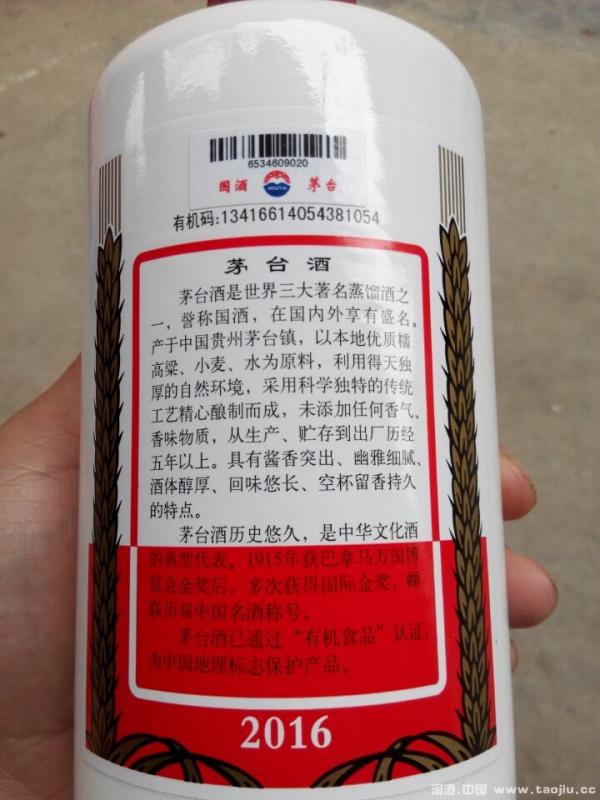 6534609020
国酒 MOUTAI 茅台
有机码:13416614054381054
茅台酒
茅台酒是世界三大著名蒸馏酒之
一，誉称国酒，在国内外享有盛名。
产于中国贵州茅台镇，以本地优质糯
高粱、小麦、水为原料，利用得天独
厚的自然环境，采用科学独特的传统
工艺精心酿制而成，未添加任何香气、
香味物质，从生产、贮存到出厂历经
五年以上。具有酱香突出、幽雅细腻、
酒体醇厚、回味悠长、空杯留香持久
的特点。
茅台酒历史悠久，是中华文化酒
的典型代表。1915年获巴拿马万国博
览会金奖后，多次获得国际金奖，蝉
联历届中国名酒称号。
茅台酒已通过“有机食品”认证，
为中国地理标志保护产品。
2016
淘酒.中国 www.taojiu.cc